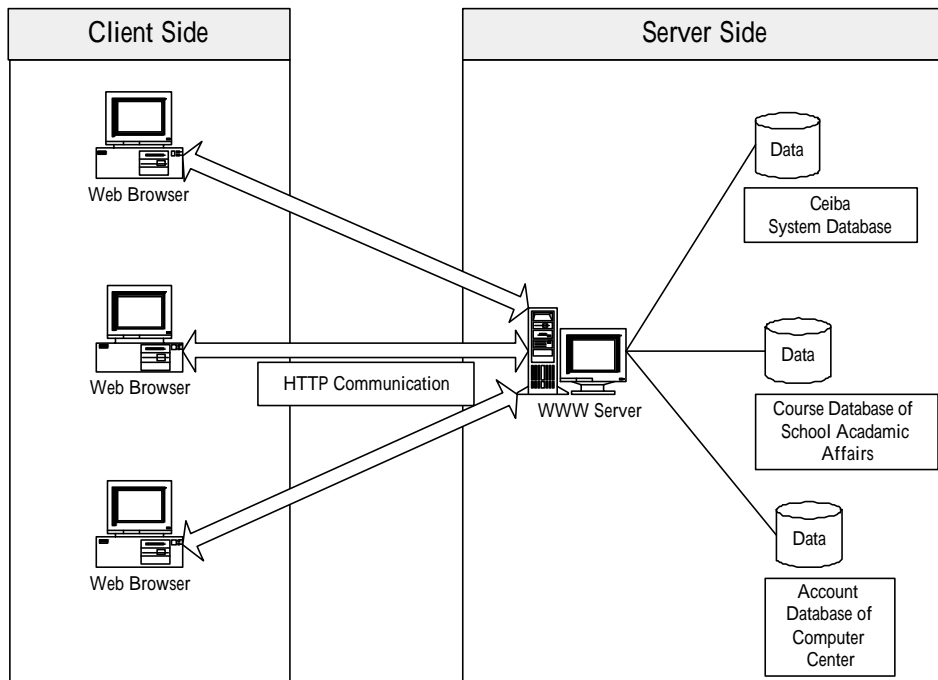 Client Side
Server Side
Web Browser
Data
Ceiba
System Database
Web Browser
HTTP Communication
WWW Server
Data
Course Database of
School Acadamic
Affairs
Web Browser
Data
Account
Database of
Computer
Center